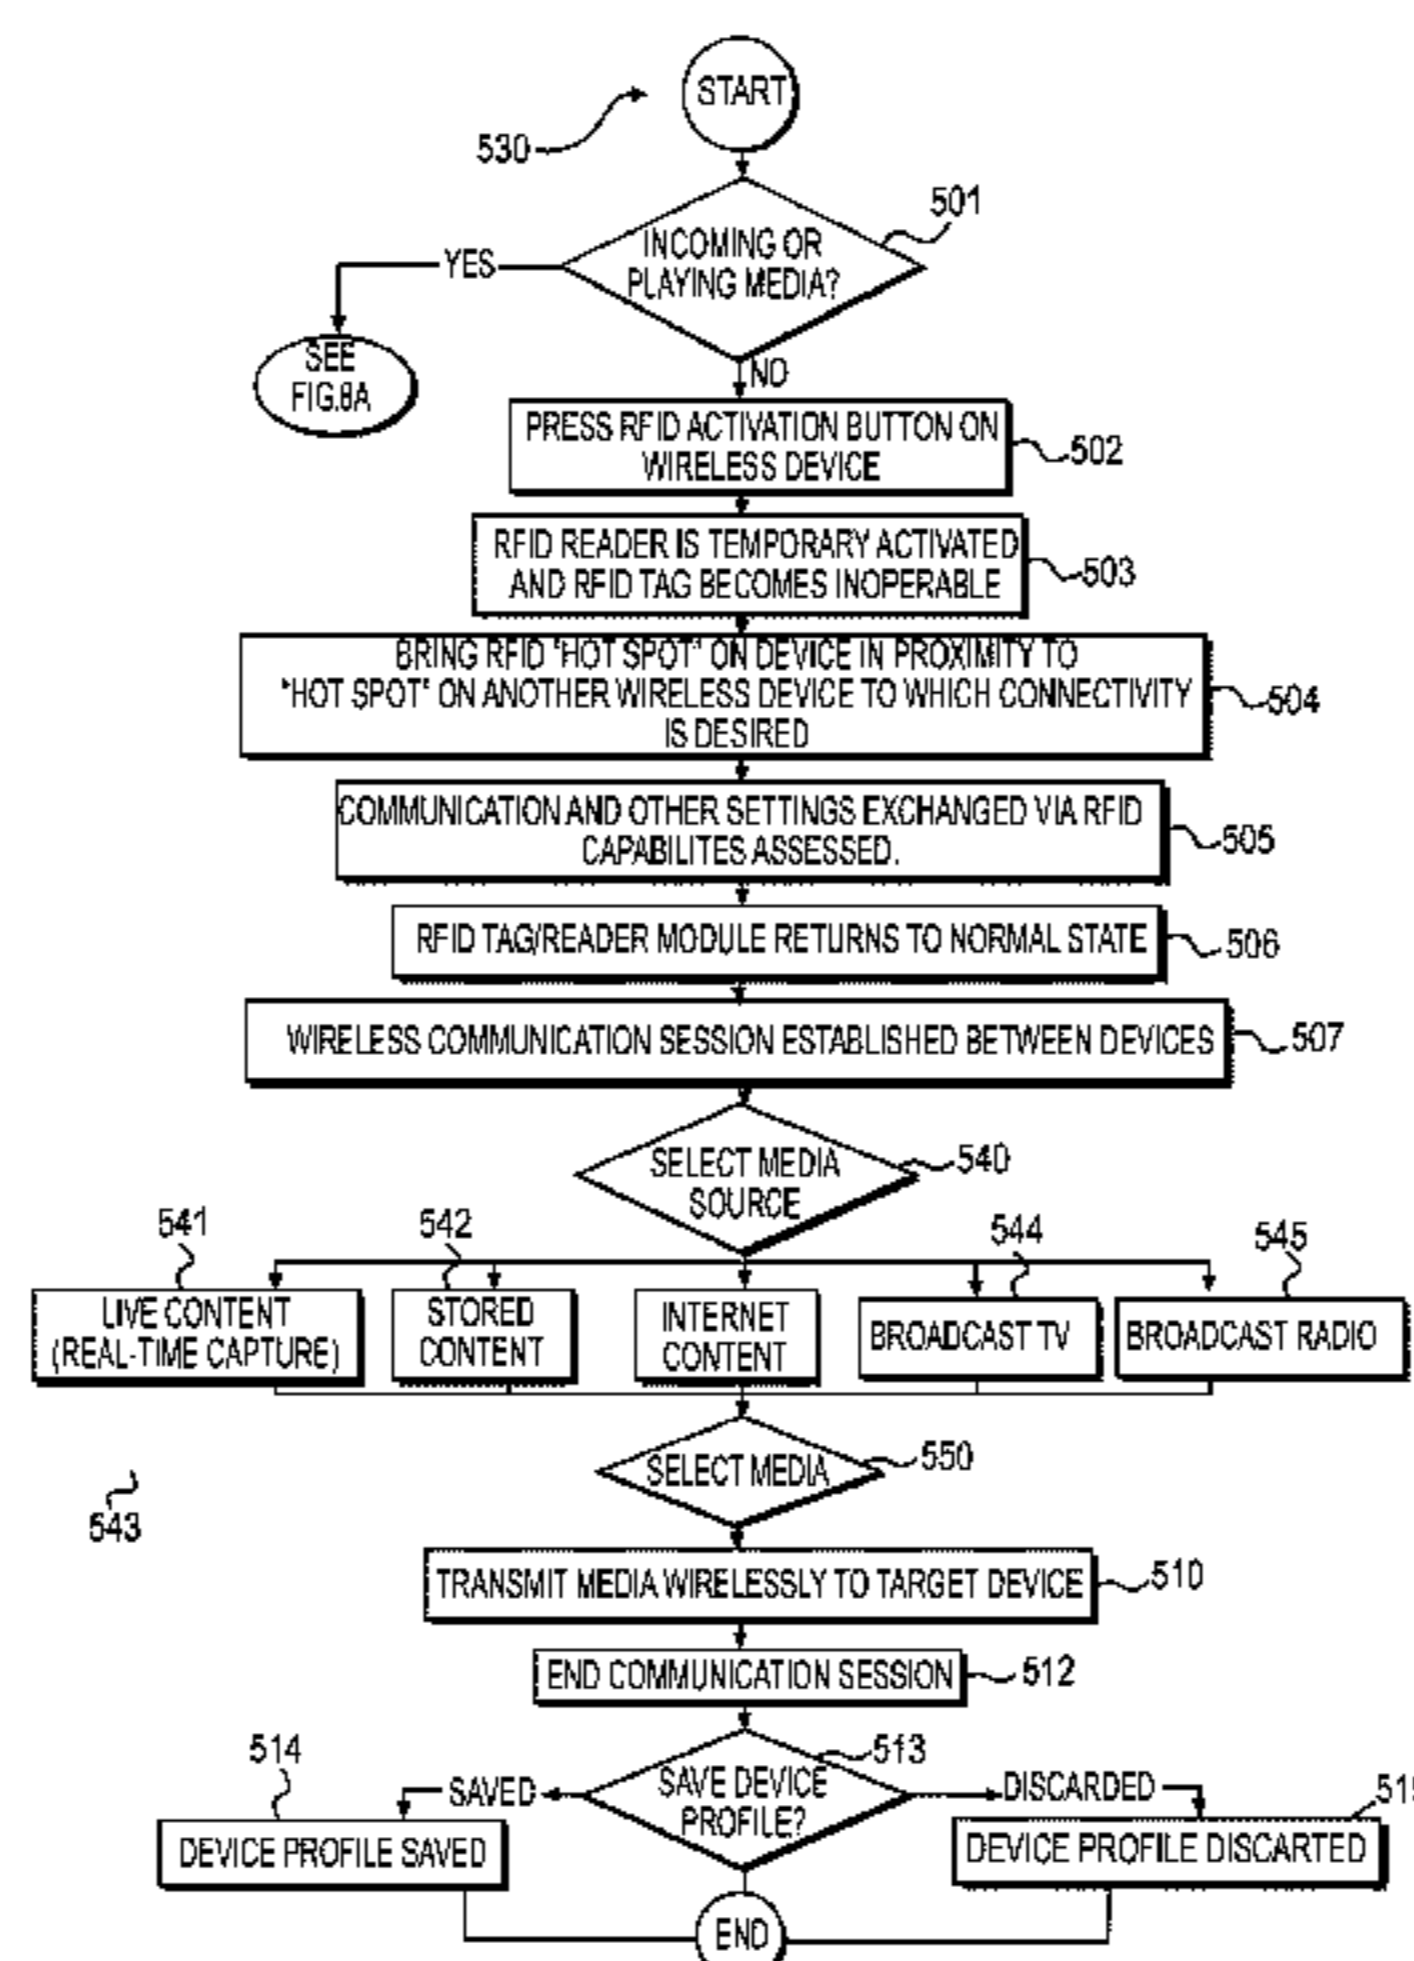 START
530
501
INCOMING OR
PLAYING MEDIA?
YES
SEE
FIG.8A
NO
PRESS RFID ACTIVATION BUTTON ON
WIRELESS DEVICE
502
RFID READER IS TEMPORARY ACTIVATED
AND RFID TAG BECOMES INOPERABLE
503
BRING RFID "HOT SPOT" ON DEVICE IN PROXIMITY TO
"HOT SPOT" ON ANOTHER WIRELESS DEVICE TO WHICH CONNECTIVITY
IS DESIRED
504
COMMUNICATION AND OTHER SETTINGS EXCHANGED VIA RFID
CAPABILITES ASSESSED.
505
RFID TAG/READER MODULE RETURNS TO NORMAL STATE
506
WIRELESS COMMUNICATION SESSION ESTABLISHED BETWEEN DEVICES
507
SELECT MEDIA
SOURCE
540
541
542
544
545
LIVE CONTENT
(REAL-TIME CAPTURE)
STORED
CONTENT
INTERNET
CONTENT
BROADCAST TV
BROADCAST RADIO
SELECT MEDIA
550
543
TRANSMIT MEDIA WIRELESSLY TO TARGET DEVICE
510
END COMMUNICATION SESSION
512
514
513
SAVED
SAVE DEVICE
PROFILE?
DISCARDED
DEVICE PROFILE SAVED
DEVICE PROFILE DISCARTED
END